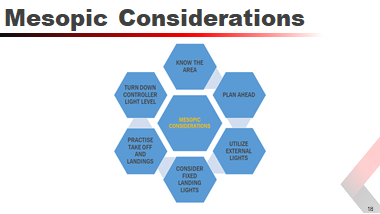 Mesopic Considerations
KNOW THE
AREA
PLAN AHEAD
UTILIZE
EXTERNAL
LIGHTS
CONSIDER
FIXED
LANDING
LIGHTS
PRACTISE
TAKE OFF
AND
LANDINGS
TURN DOWN
CONTROLLER
LIGHT LEVEL
MESOPIC
CONSIDERATIONS
18